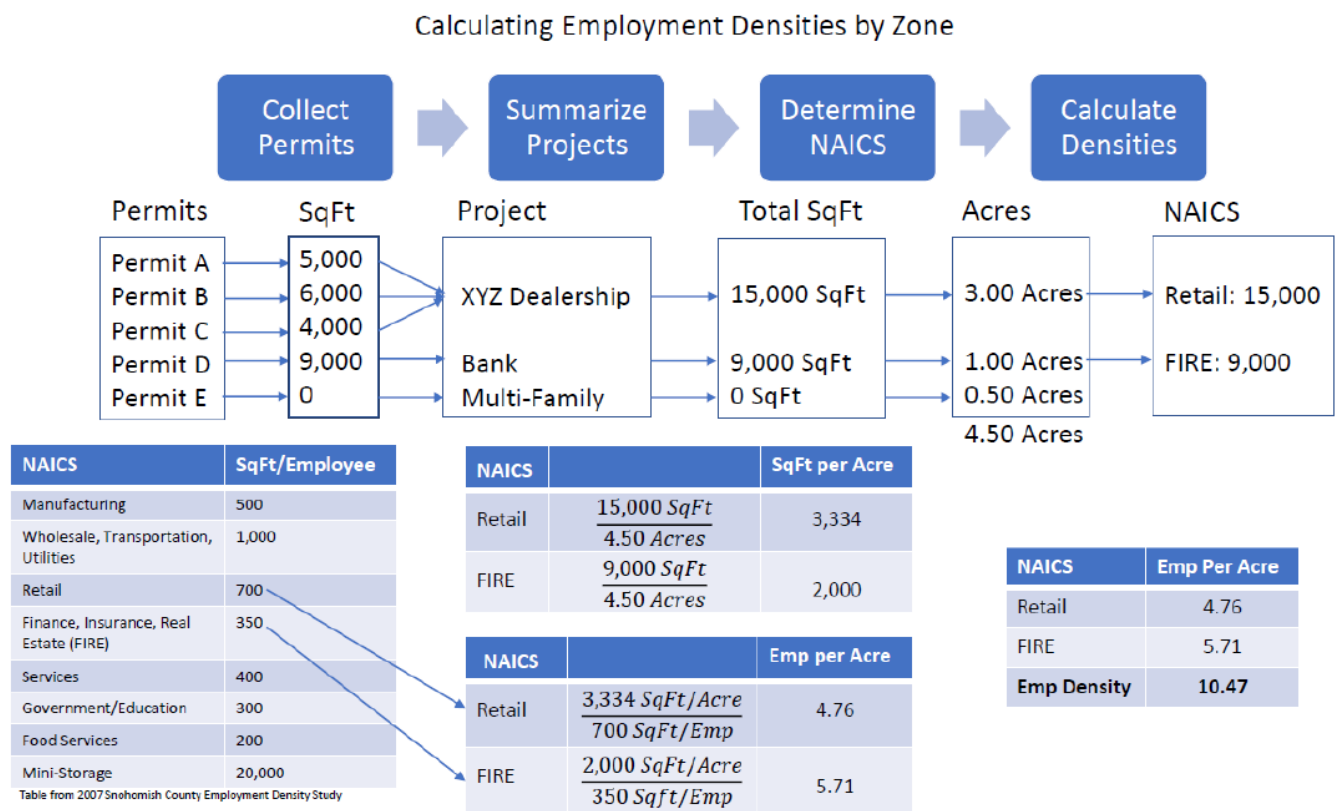 Calculating Employment Densities by Zone
Collect
Permits
Summarize
Projects
Determine
NAICS
Calculate
Densities
Permits
SqFt
Project
Total SqFt
Acres
NAICS
Permit A
Permit B
Permit C
Permit D
Permit E
5,000
6,000
4,000
9,000
0
XYZ Dealership
Bank
Multi-Family
15,000 SqFt
9,000 SqFt
0 SqFt
3.00 Acres
1.00 Acres
0.50 Acres
4.50 Acres
Retail: 15,000
FIRE: 9,000
NAICS SqFt/Employee
Manufacturing 500
Wholesale, Transportation, 1,000
Utilities
Retail 700
Finance, Insurance, Real 350
Estate (FIRE)
Services 400
Government/Education 300
Food Services 200
Mini-Storage 20,000
Table from 2007 Snohomish County Employment Density Study
NAICS SqFt per Acre
Retail 15,000 SqFt 3,334
4.50 Acres
FIRE 9,000 SqFt 2,000
4.50 Acres
NAICS Emp per Acre
Retail 3,334 SqFt/Acre 4.76
700 SqFt/Emp
FIRE 2,000 SqFt/Acre 5.71
350 Sqft/Emp
NAICS Emp Per Acre
Retail 4.76
FIRE 5.71
Emp Density 10.47